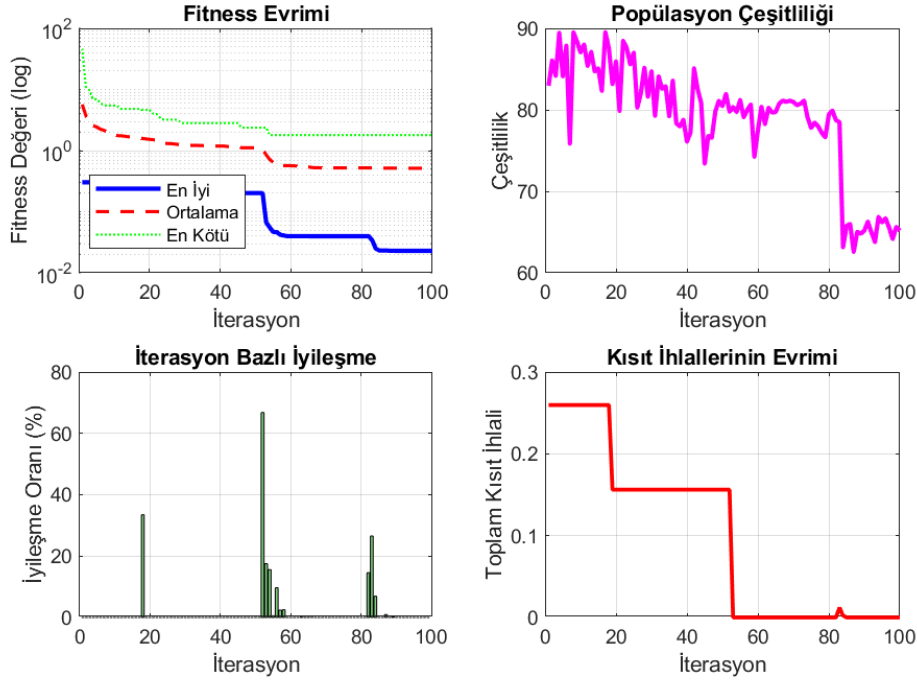 Fitness Evrimi
Fitness Değeri (log)
10^2
10^0
10^-2
En İyi
Ortalama
En Kötü
0 20 40 60 80 100
İterasyon
Popülasyon Çeşitliliği
Çeşitlilik
90
80
70
60
0 20 40 60 80 100
İterasyon
İterasyon Bazlı İyileşme
İyileşme Oranı (%)
80
60
40
20
0
0 20 40 60 80 100
İterasyon
Kısıt İhlallerinin Evrimi
Toplam Kısıt İhlali
0.3
0.2
0.1
0
0 20 40 60 80 100
İterasyon